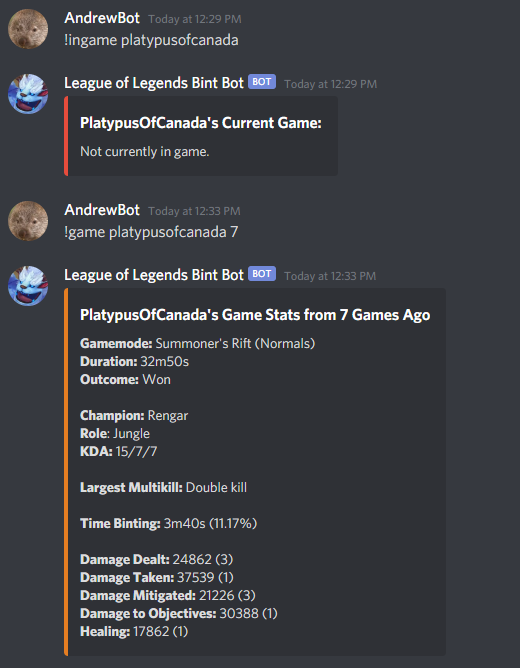 AndrewBot Today at 12:29 PM
!ingame platypusofcanada
League of Legends Bint Bot BOT Today at 12:29 PM
PlatypusOfCanada's Current Game:
Not currently in game.
AndrewBot Today at 12:33 PM
!game platypusofcanada 7
League of Legends Bint Bot BOT Today at 12:33 PM
PlatypusOfCanada's Game Stats from 7 Games Ago
Gamemode: Summoner's Rift (Normals)
Duration: 32m50s
Outcome: Won
Champion: Rengar
Role: Jungle
KDA: 15/7/7
Largest Multikill: Double kill
Time Binting: 3m40s (11.17%)
Damage Dealt: 24862 (3)
Damage Taken: 37539 (1)
Damage Mitigated: 21226 (3)
Damage to Objectives: 30388 (1)
Healing: 17862 (1)